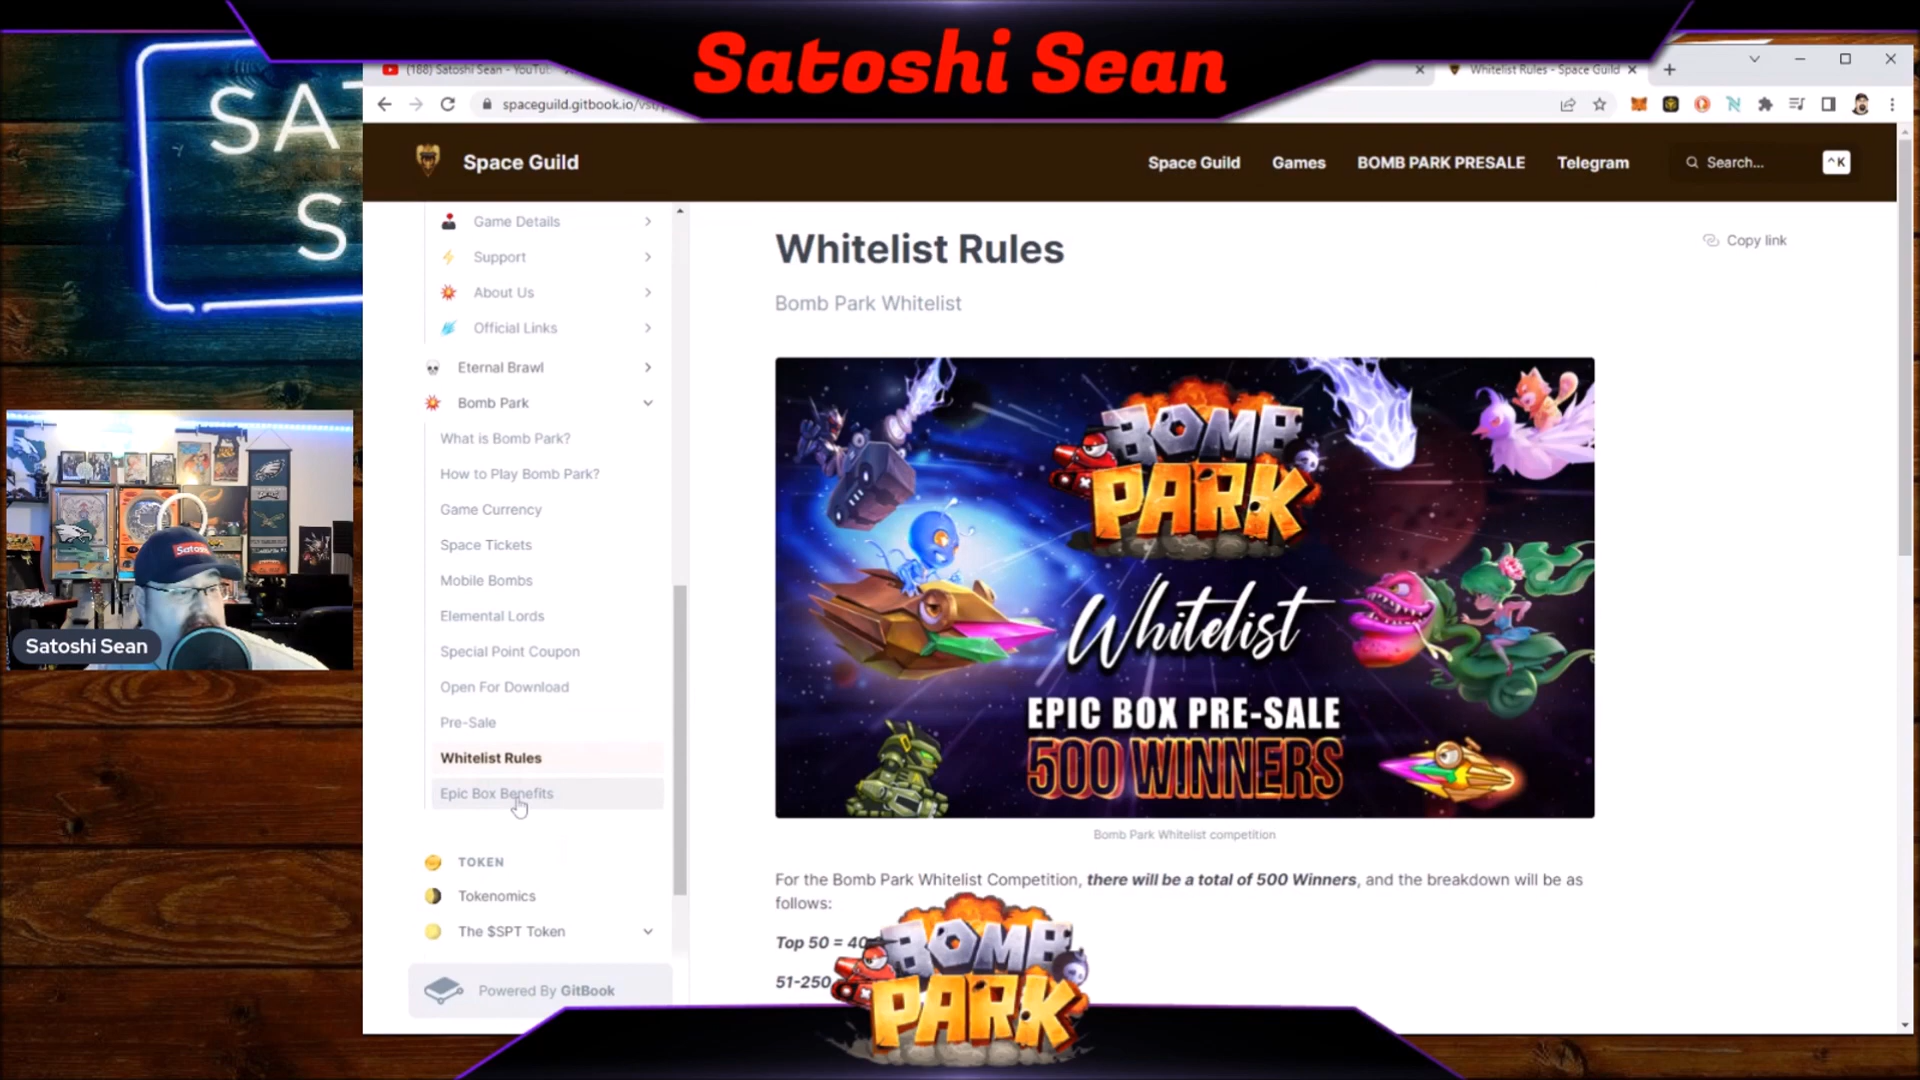 Satoshi Sean
SAT
S
(188) Satoshi Sean - YouTu
Whitelist Rules - Space Guild
spaceguild.gitbook.io/
Space Guild
Space Guild
Games
BOMB PARK PRESALE
Telegram
Search...
^K
Game Details
Support
About Us
Official Links
Eternal Brawl
Bomb Park
What is Bomb Park?
How to Play Bomb Park?
Game Currency
Space Tickets
Mobile Bombs
Elemental Lords
Special Point Coupon
Open For Download
Pre-Sale
Whitelist Rules
Epic Box Benefits
TOKEN
Tokenomics
The $SPT Token
Powered By GitBook
Whitelist Rules
Copy link
Bomb Park Whitelist
BOMB
PARK
Whitelist
EPIC BOX PRE-SALE
500 WINNERS
Bomb Park Whitelist competition
For the Bomb Park Whitelist Competition, there will be a total of 500 Winners, and the breakdown will be as
follows:
Top 50 = 40
51-250
BOMB
PARK
Satoshi
Satoshi Sean